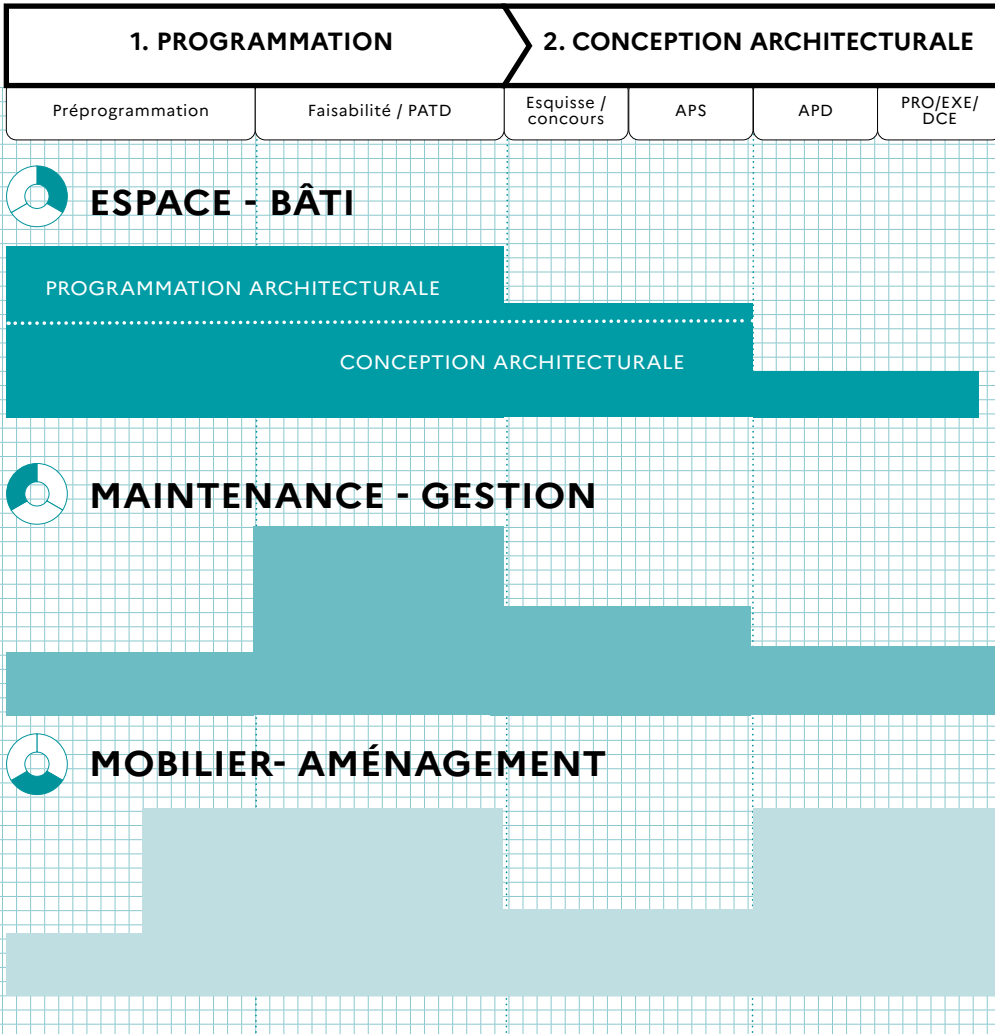 1. PROGRAMMATION
2. CONCEPTION ARCHITECTURALE
Préprogrammation
Faisabilité / PATD
Esquisse /
concours
APS
APD
PRO/EXE/
DCE
ESPACE - BÂTI
PROGRAMMATION ARCHITECTURALE
CONCEPTION ARCHITECTURALE
MAINTENANCE - GESTION
MOBILIER- AMÉNAGEMENT